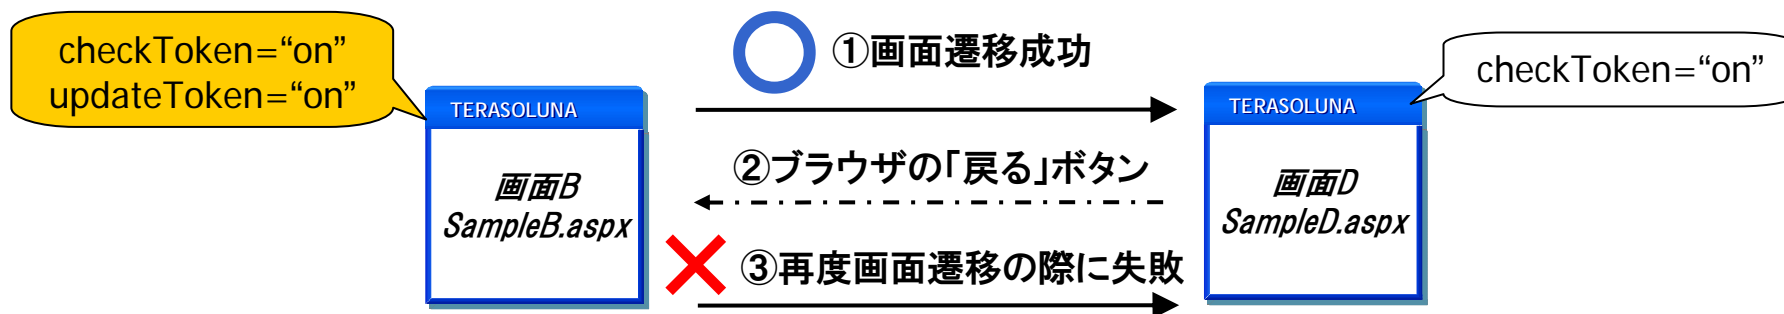 checkToken=“on”
updateToken=“on”
TERASOLUNA
画面B
SampleB.aspx
①画面遷移成功
②ブラウザの「戻る」ボタン
③再度画面遷移の際に失敗
checkToken=“on”
TERASOLUNA
画面D
SampleD.aspx